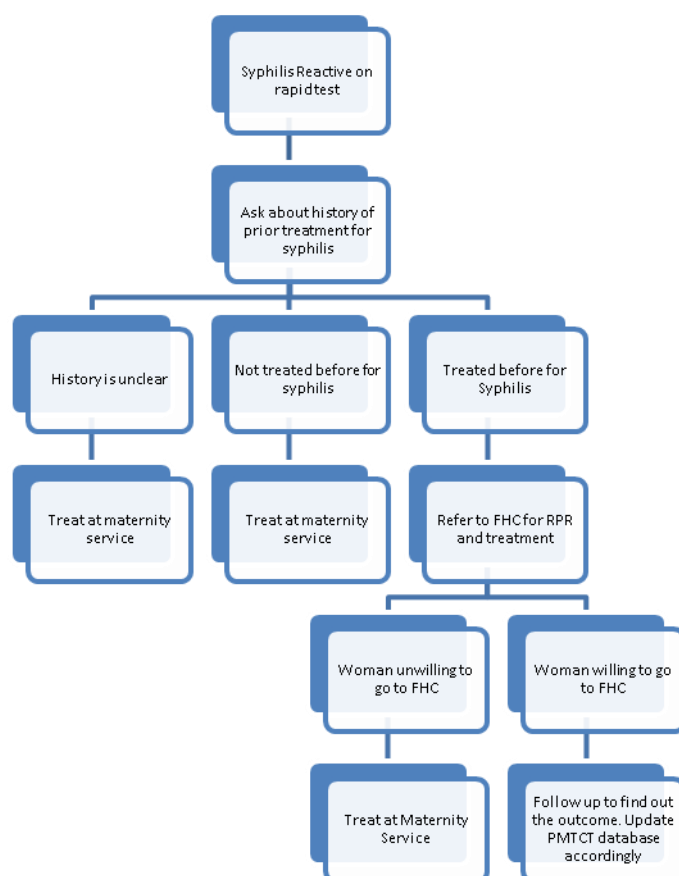 Syphilis Reactive on
rapid test
Ask about history of
prior treatment for
syphilis
History is unclear
Not treated before for
syphilis
Treated before for
Syphilis
Treat at maternity
service
Treat at maternity
service
Refer to FHC for RPR
and treatment
Woman unwilling to
go to FHC
Woman willing to go
to FHC
Treat at Maternity
Service
Follow up to find out
the outcome. Update
PMTCT database
accordingly